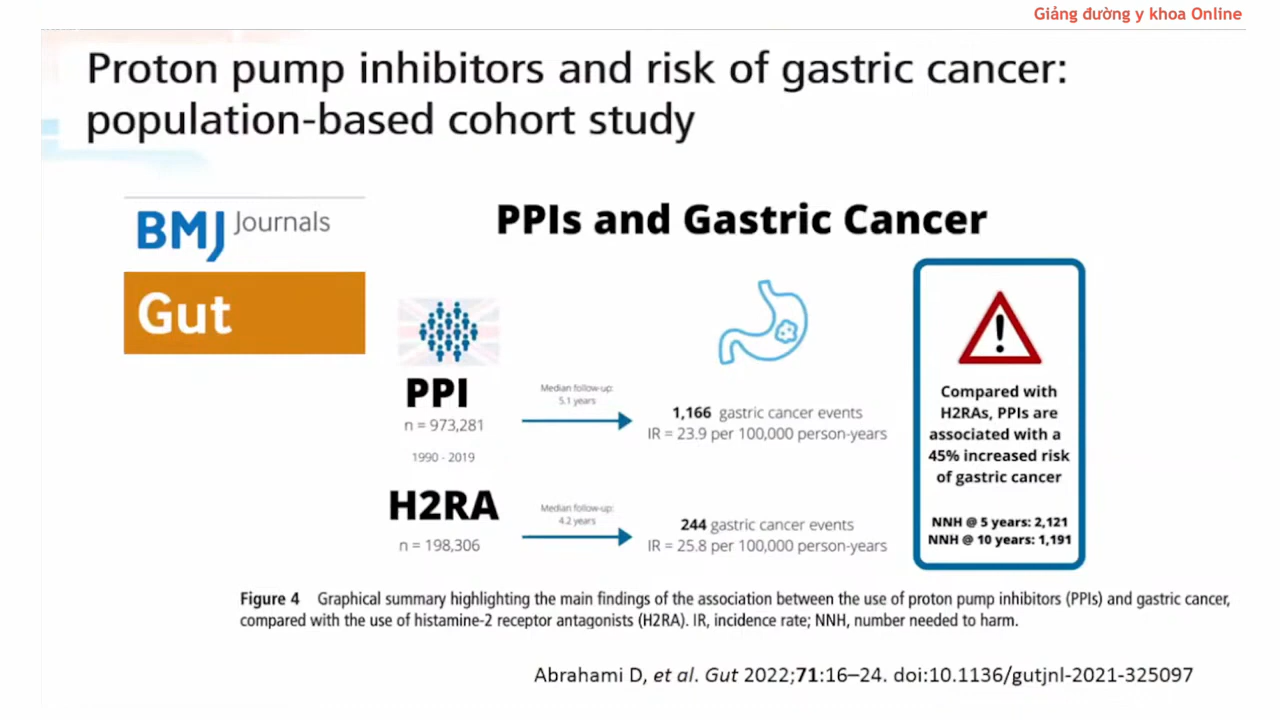 Giảng đường y khoa Online
Proton pump inhibitors and risk of gastric cancer:
population-based cohort study
BMJ Journals
Gut
PPIs and Gastric Cancer
PPI
n = 973,281
1990 - 2019
Median follow-up:
5.1 years
1,166 gastric cancer events
IR = 23.9 per 100,000 person-years
H2RA
n = 198,306
Median follow-up:
4.2 years
244 gastric cancer events
IR = 25.8 per 100,000 person-years
Compared with
H2RAs, PPIs are
associated with a
45% increased risk
of gastric cancer
NNH @ 5 years: 2,121
NNH @ 10 years: 1,191
Figure 4 Graphical summary highlighting the main findings of the association between the use of proton pump inhibitors (PPIs) and gastric cancer,
compared with the use of histamine-2 receptor antagonists (H2RA). IR, incidence rate; NNH, number needed to harm.
Abrahami D, et al. Gut 2022;71:16–24. doi:10.1136/gutjnl-2021-325097